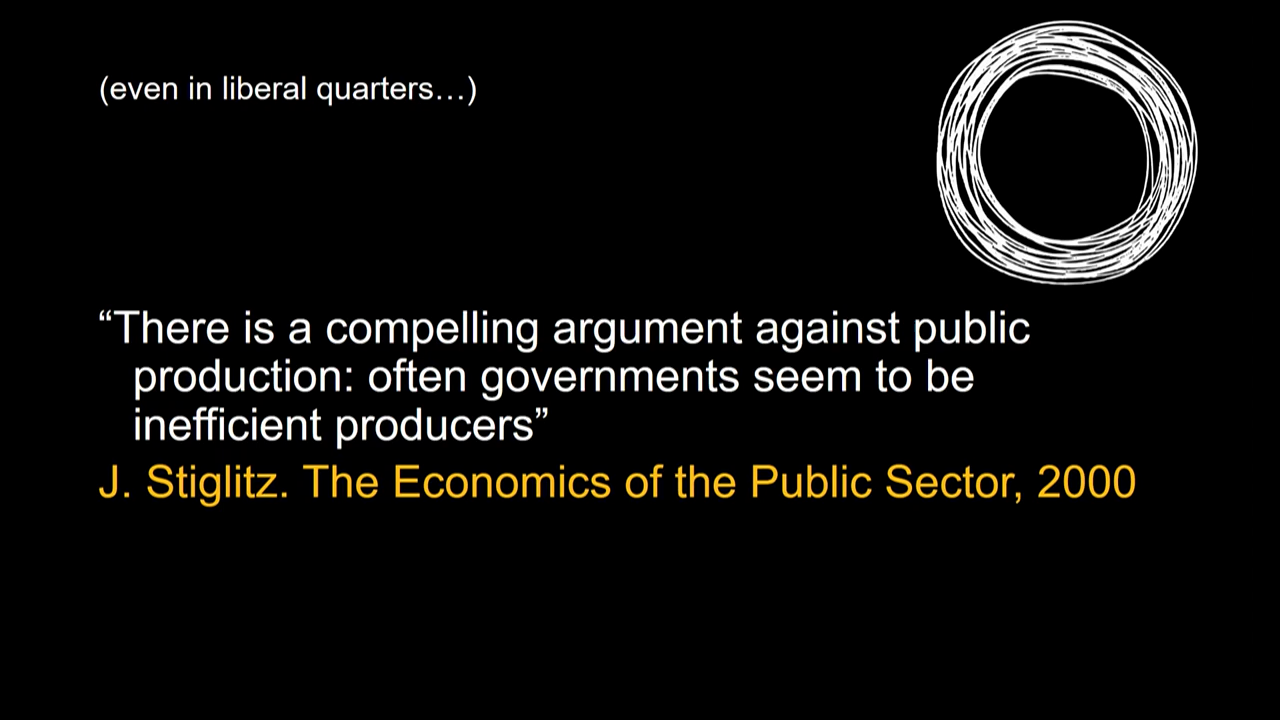 (even in liberal quarters…)
“There is a compelling argument against public
production: often governments seem to be
inefficient producers”
J. Stiglitz. The Economics of the Public Sector, 2000